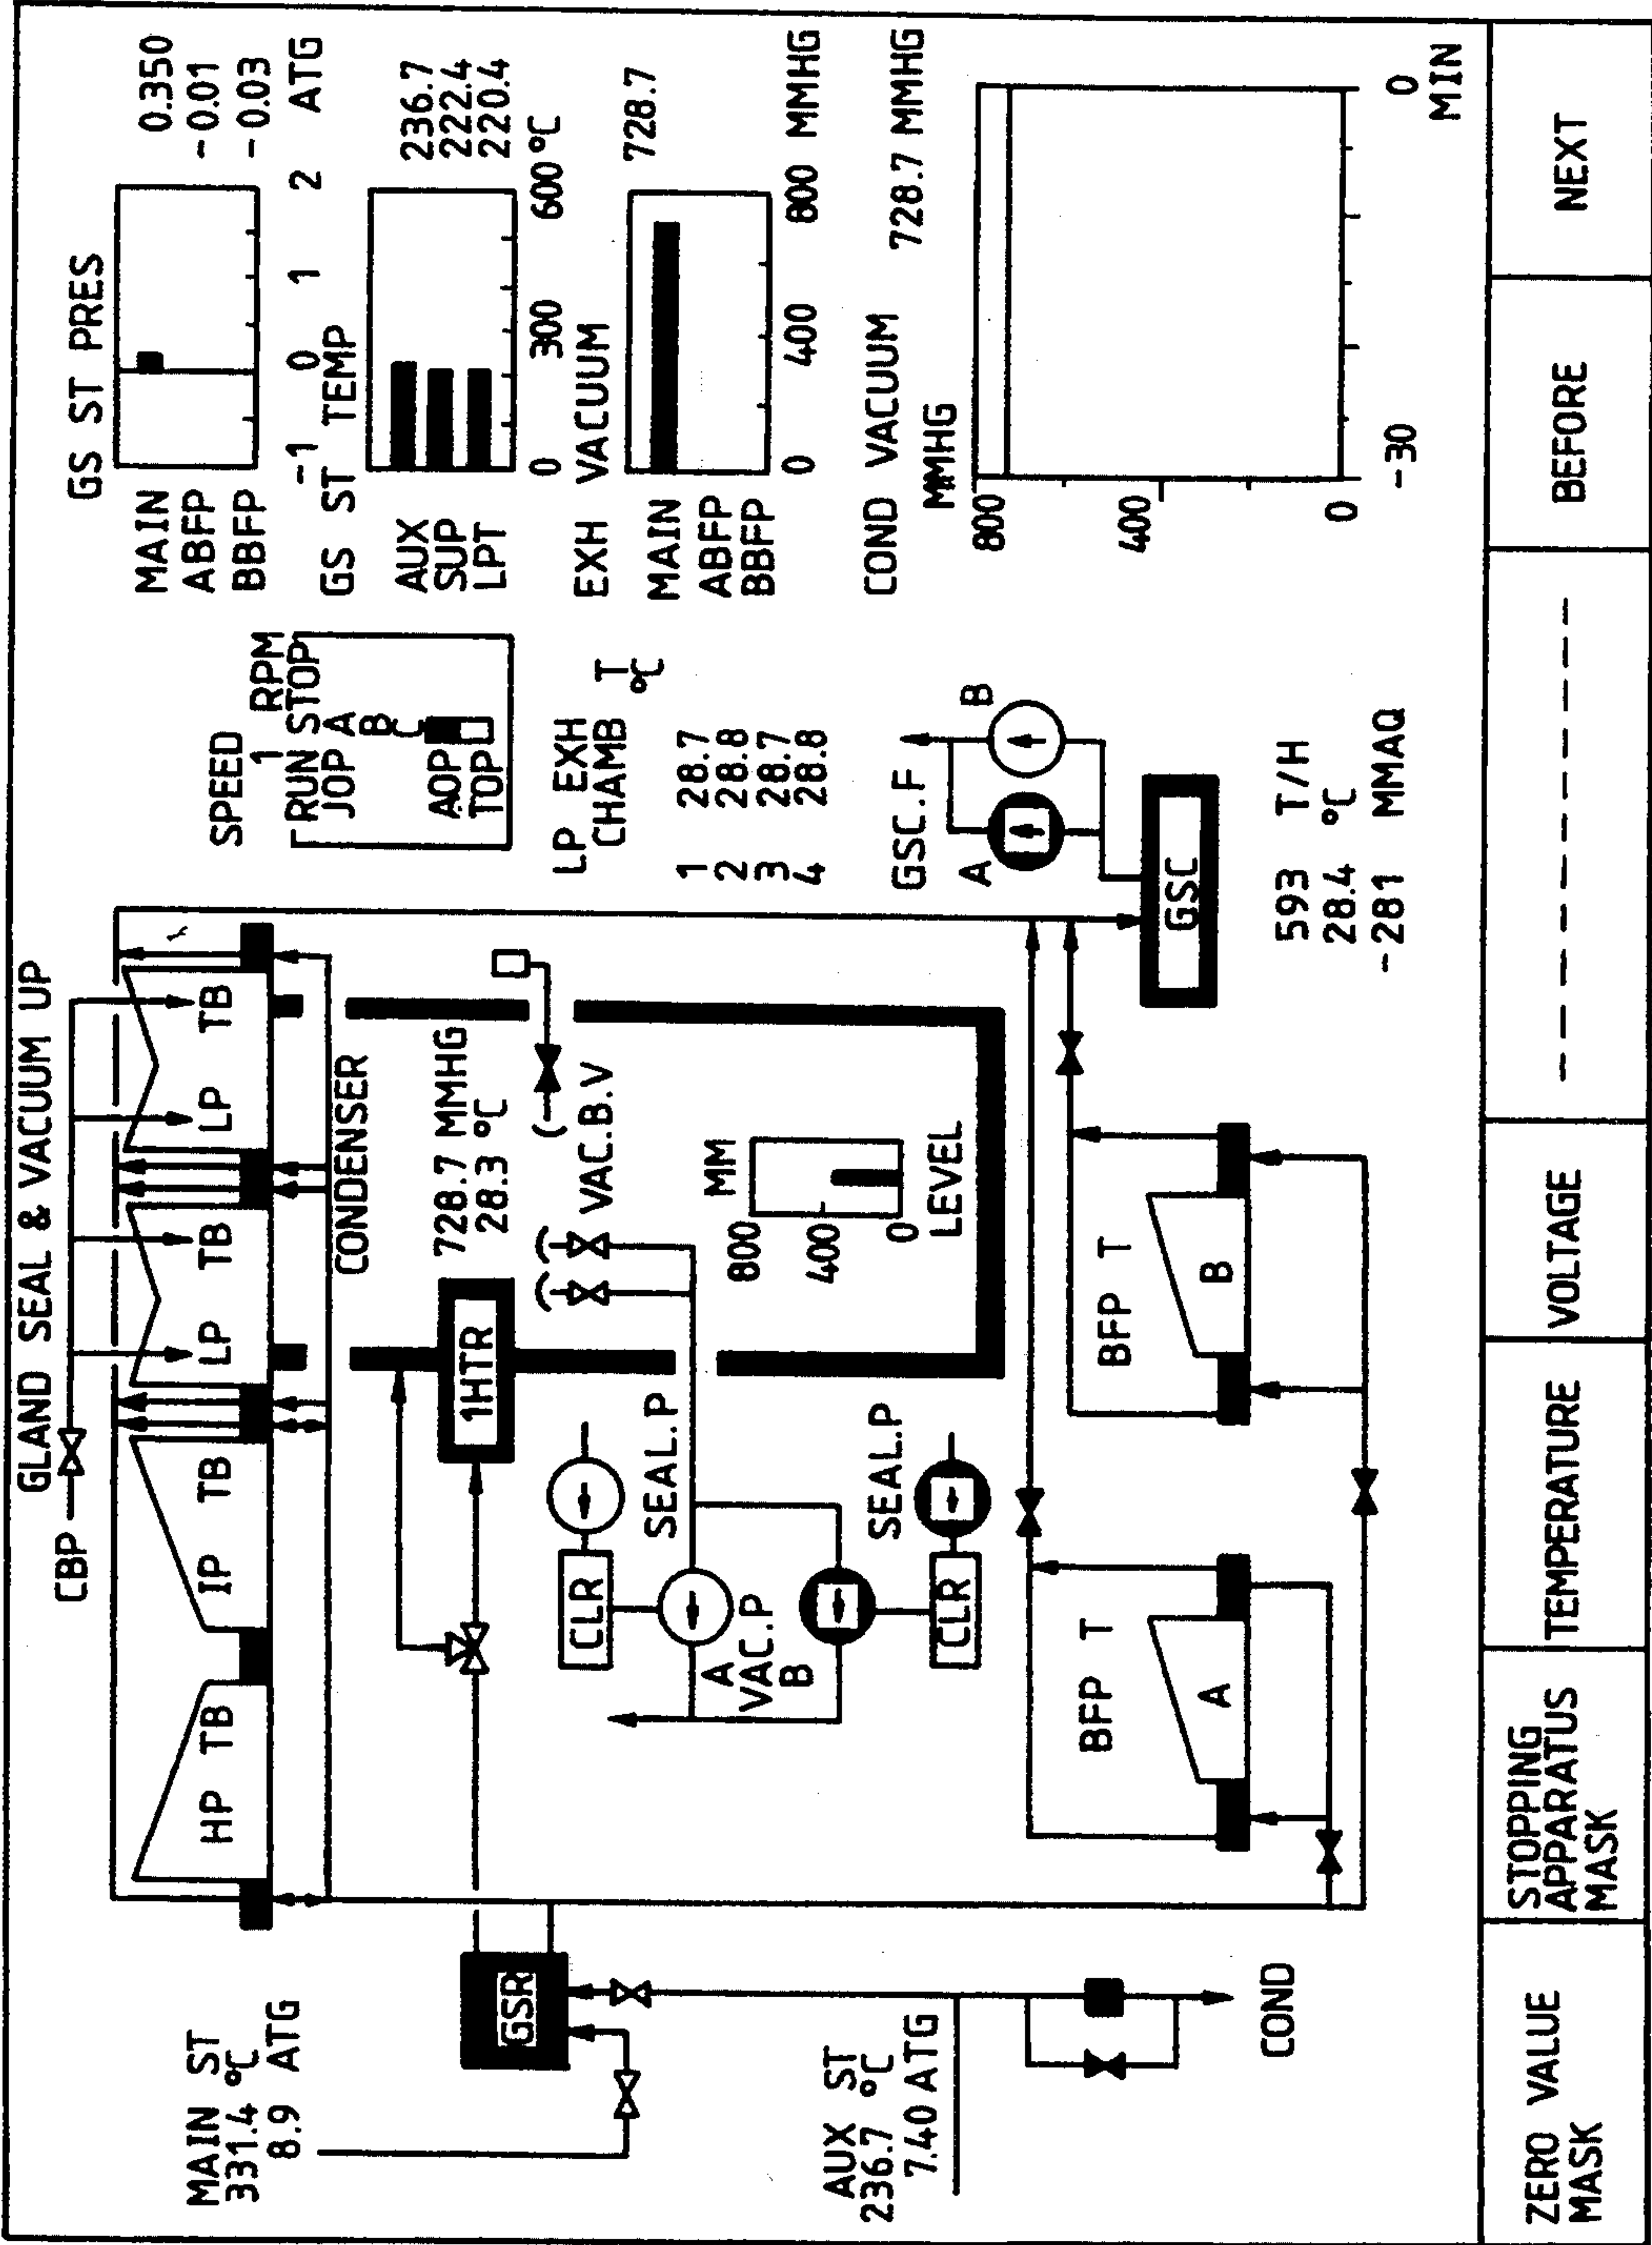 GLAND SEAL & VACUUM UP
MAIN ST
331.4 °C
8.9 ATG
CBP
HP TB
IP TB
LP TB
LP TB
GSR
AUX ST
236.7 °C
7.40 ATG
COND
CONDENSER
728.7 MMHG
28.3 °C
1HTR
VAC.B.V
CLR
SEAL.P
A
VAC.P
B
SEAL.P
CLR
MM
800
400
0
LEVEL
BFP T
A
BFP T
B
SPEED
1 RPM
RUN STOP
JOP A
B
C
AOP
TOP
LP EXH T
CHAMB °C
1 28.7
2 28.8
3 28.7
4 28.8
GSC.F
A
B
GSC
593 T/H
28.4 °C
-281 MMAQ
GS ST PRES
MAIN 0.350
ABFP -0.01
BBFP -0.03
-1 0 1 2 ATG
GS ST TEMP
AUX 236.7
SUP 222.4
LPT 220.4
0 300 600°C
EXH VACUUM
MAIN 728.7
ABFP
BBFP
0 400 800 MMHG
COND VACUUM 728.7 MMHG
MMHG
800
400
0
-30 0
MIN
ZERO VALUE
MASK
STOPPING
APPARATUS
MASK
TEMPERATURE
VOLTAGE
---------
BEFORE
NEXT